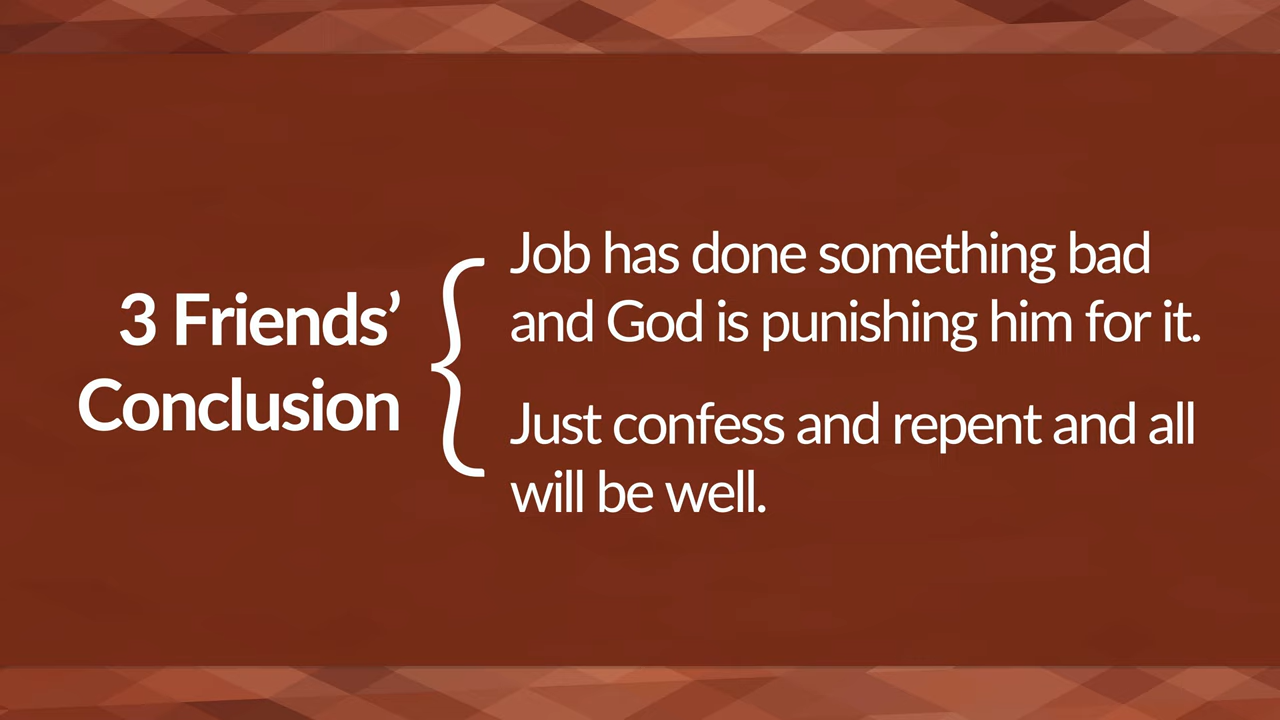 3 Friends’
Conclusion
Job has done something bad
and God is punishing him for it.
Just confess and repent and all
will be well.